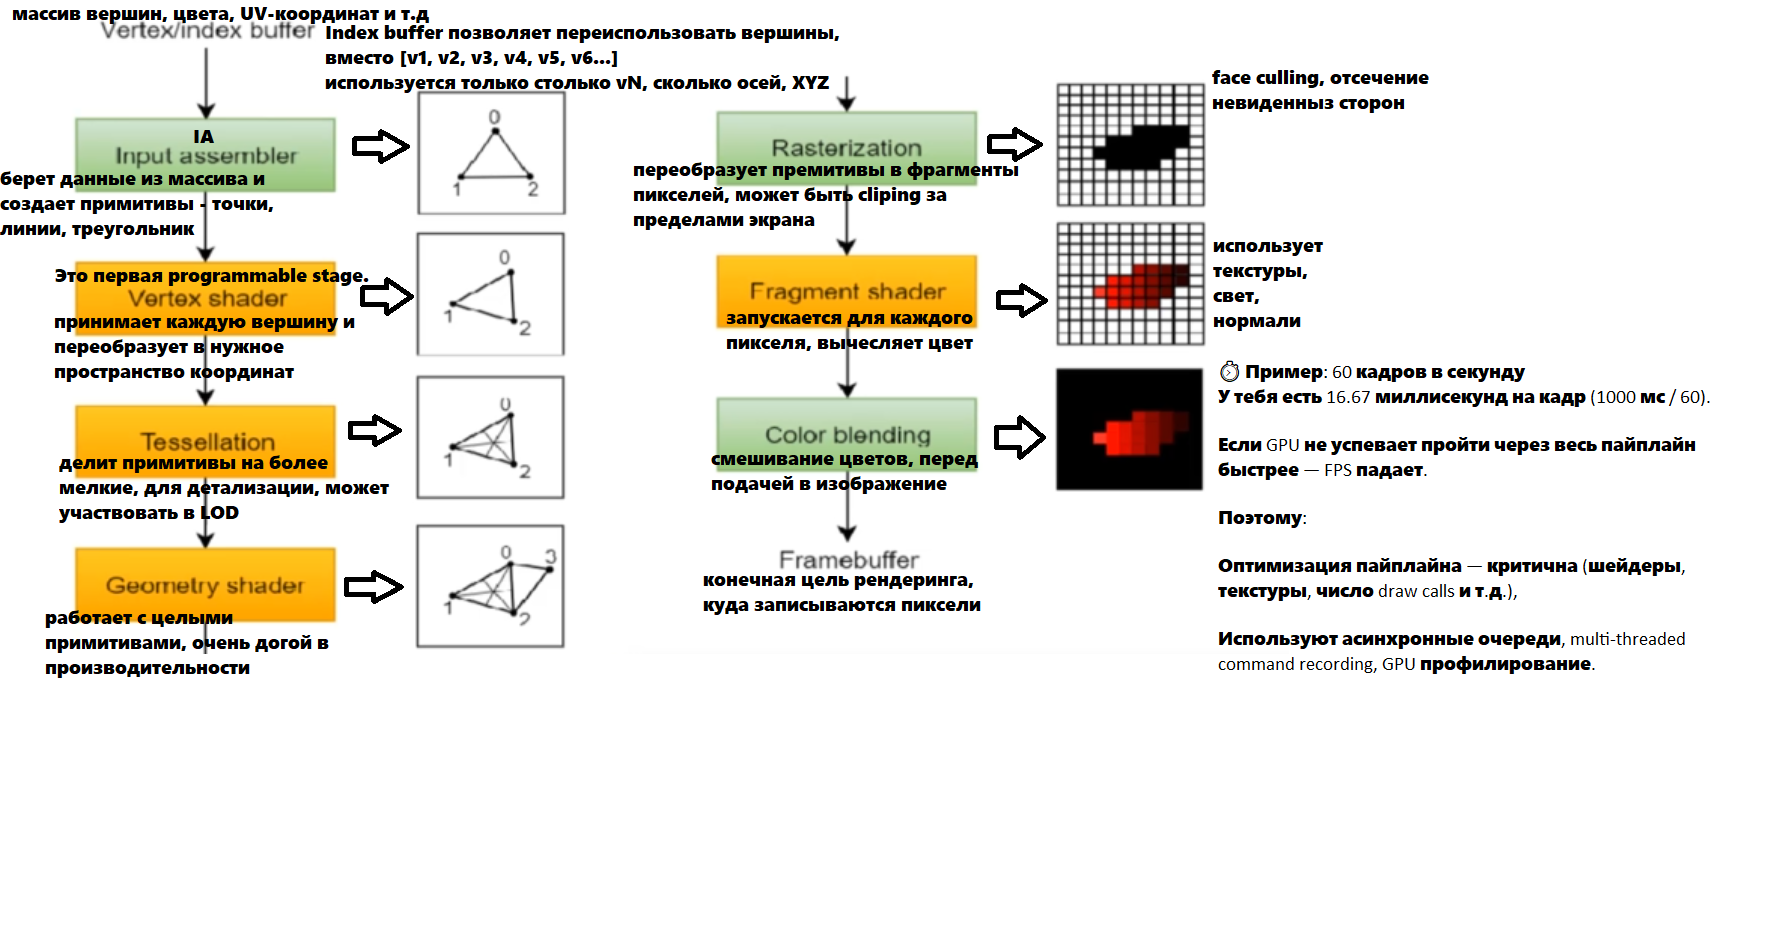 массив вершин, цвета, UV-координат и т.д
Vertex/index buffer
Index buffer позволяет переиспользовать вершины,
вместо [v1, v2, v3, v4, v5, v6...]
используется только столько vN, сколько осей, XYZ
IA
Input assembler
берет данные из массива и
создает примитивы - точки,
линии, треугольник
0
1
2
Это первая programmable stage.
Vertex shader
принимает каждую вершину и
переобразует в нужное
пространство координат
0
1
2
Tessellation
делит примитивы на более
мелкие, для детализации, может
участвовать в LOD
0
1
2
Geometry shader
работает с целыми
примитивами, очень догой в
производительности
0
3
1
2
Rasterization
переобразует премитивы в фрагменты
пикселей, может быть cliping за
пределами экрана
face culling, отсечение
невиденныз сторон
Fragment shader
запускается для каждого
пикселя, вычесляет цвет
использует
текстуры,
свет,
нормали
Color blending
смешивание цветов, перед
подачей в изображение
Framebuffer
конечная цель рендеринга,
куда записываются пиксели
⏱ Пример: 60 кадров в секунду
У тебя есть 16.67 миллисекунд на кадр (1000 мс / 60).
Если GPU не успевает пройти через весь пайплайн
быстрее — FPS падает.
Поэтому:
Оптимизация пайплайна — критична (шейдеры,
текстуры, число draw calls и т.д.),
Используют асинхронные очереди, multi-threaded
command recording, GPU профилирование.